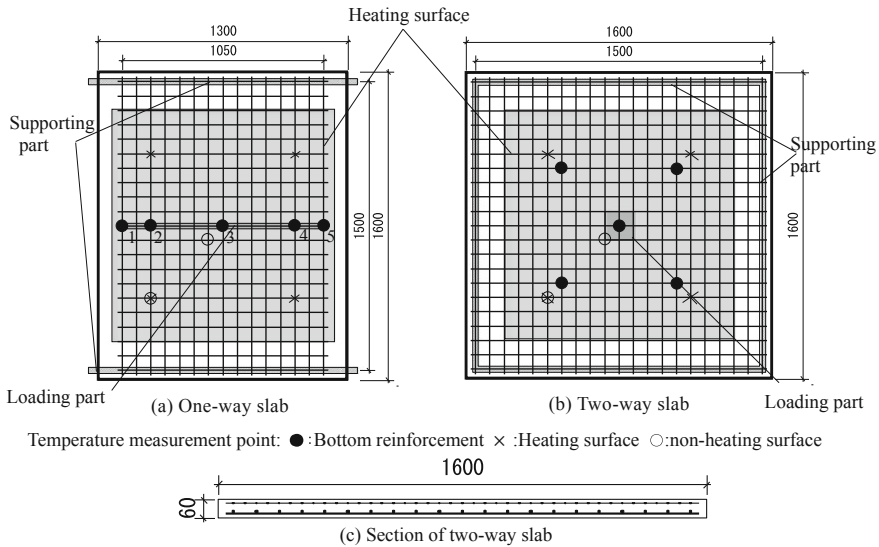 Heating surface
1300
1050
1600
1500
Supporting
part
1 2 3 4 5
1500
1600
Supporting
part
1600
Loading part
(a) One-way slab
(b) Two-way slab
Loading part
Temperature measurement point: ●:Bottom reinforcement ×:Heating surface ○:non-heating surface
1600
60
(c) Section of two-way slab